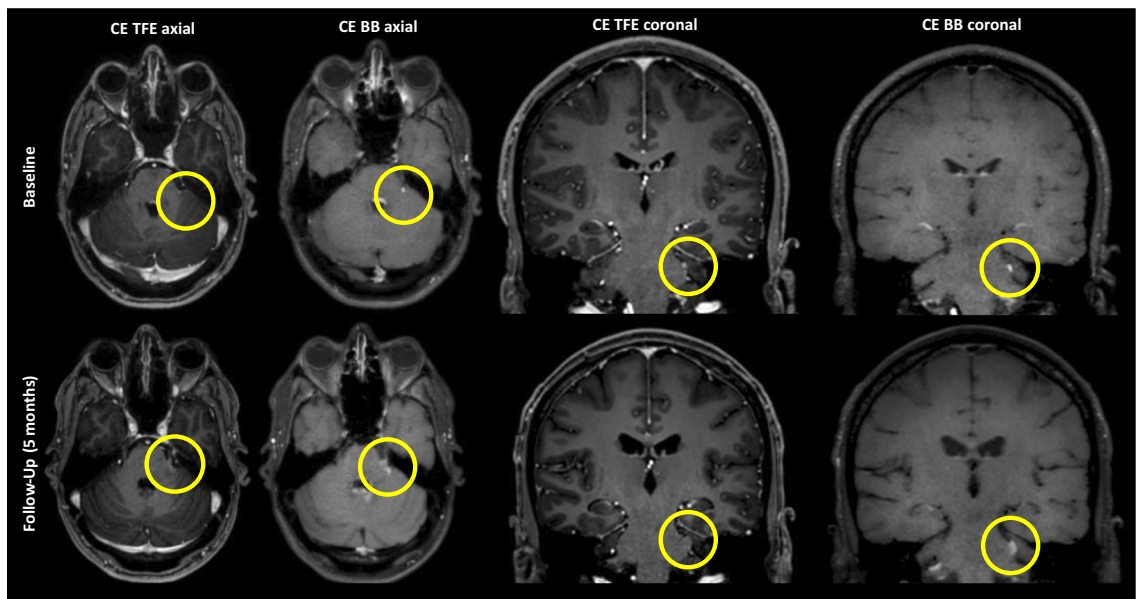 CE TFE axial
CE BB axial
CE TFE coronal
CE BB coronal
Baseline
Follow-Up (5 months)